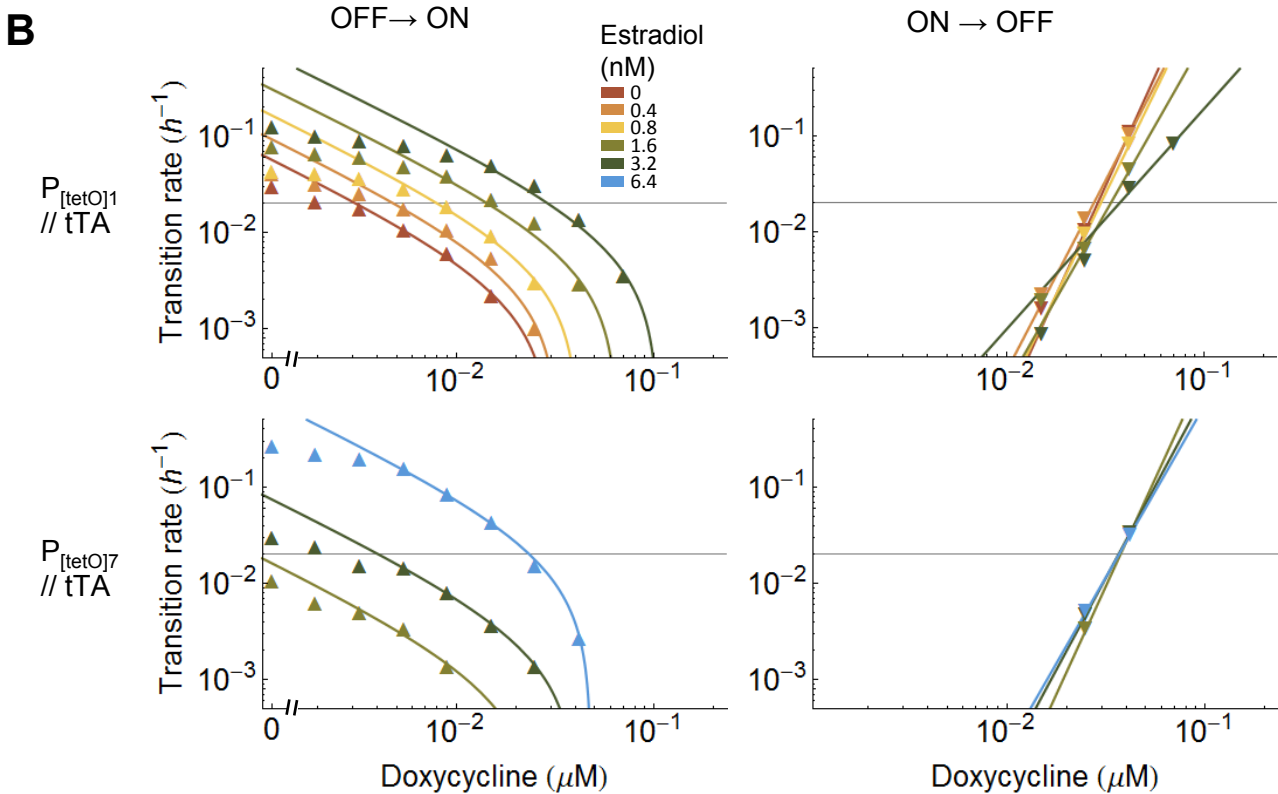 B
OFF→ ON
ON → OFF
Estradiol
(nM)
0
0.4
0.8
1.6
3.2
6.4
P[tetO]1
// tTA
Transition rate (h⁻¹)
10⁻¹
10⁻²
10⁻³
0
10⁻²
10⁻¹
10⁻²
10⁻¹
P[tetO]7
// tTA
Transition rate (h⁻¹)
10⁻¹
10⁻²
10⁻³
0
10⁻²
10⁻¹
Doxycycline (μM)
10⁻²
10⁻¹
Doxycycline (μM)